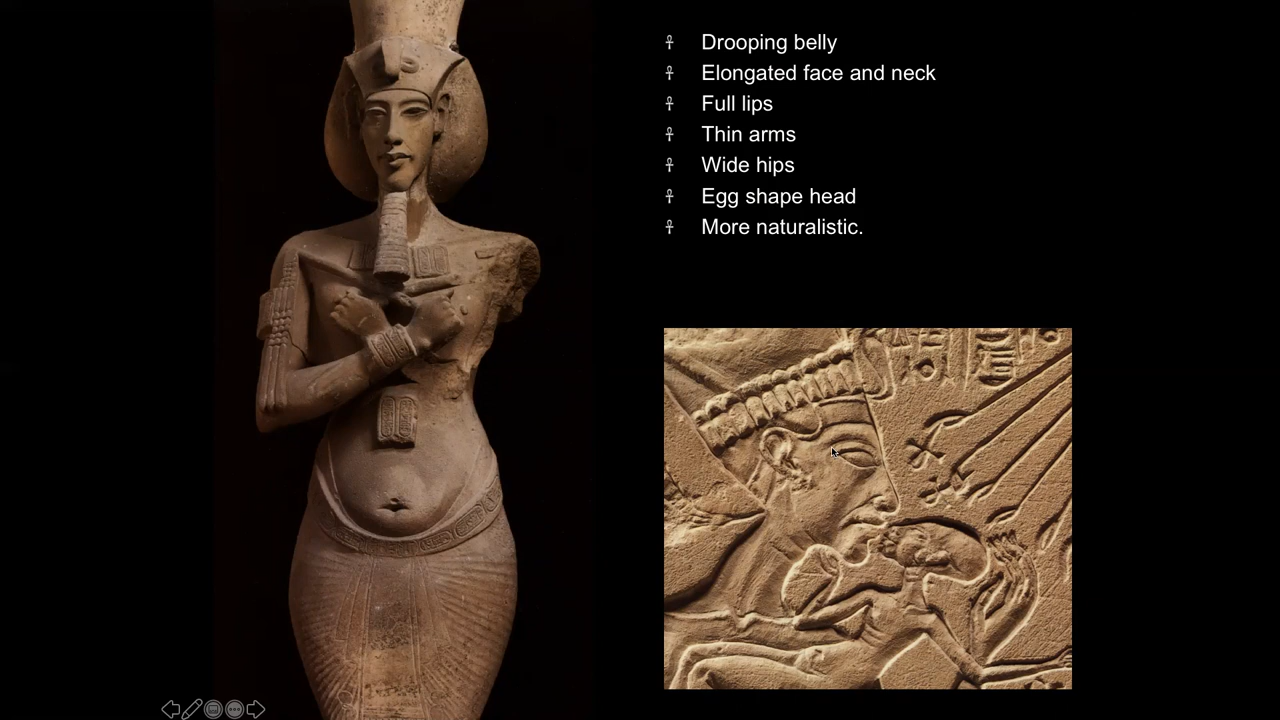 ☥ Drooping belly
☥ Elongated face and neck
☥ Full lips
☥ Thin arms
☥ Wide hips
☥ Egg shape head
☥ More naturalistic.